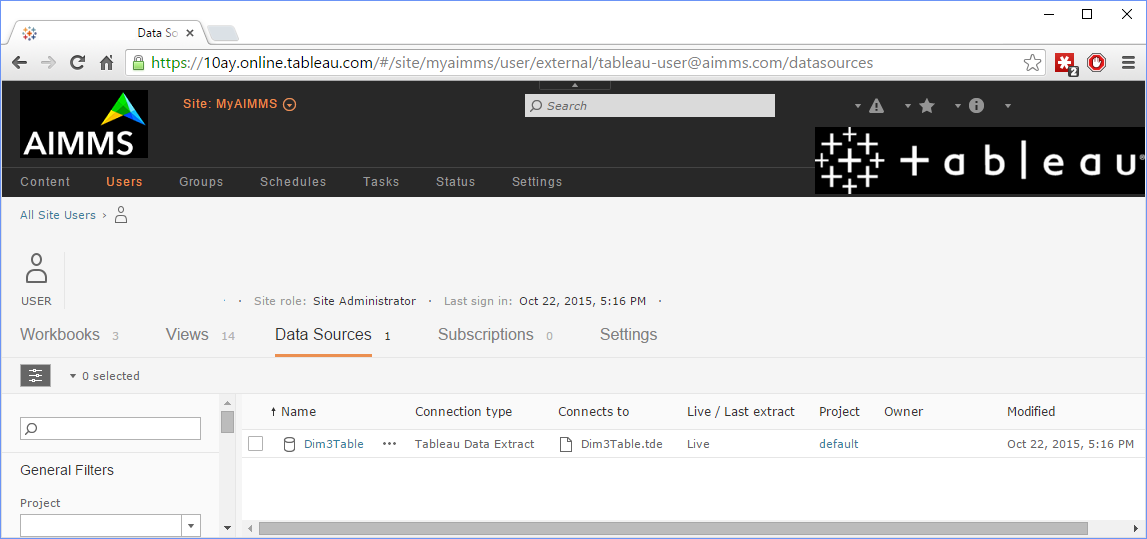 Data So
https://10ay.online.tableau.com/#/site/myaimms/user/external/tableau-user@aimms.com/datasources
2
AIMMS
Site: MyAIMMS
Search
+ableau®
Content Users Groups Schedules Tasks Status Settings
All Site Users ›
USER
Site role: Site Administrator · Last sign in: Oct 22, 2015, 5:16 PM ·
Workbooks 3 Views 14 Data Sources 1 Subscriptions 0 Settings
0 selected
Name Connection type Connects to Live / Last extract Project Owner Modified
Dim3Table ••• Tableau Data Extract Dim3Table.tde Live default Oct 22, 2015, 5:16 PM
General Filters
Project